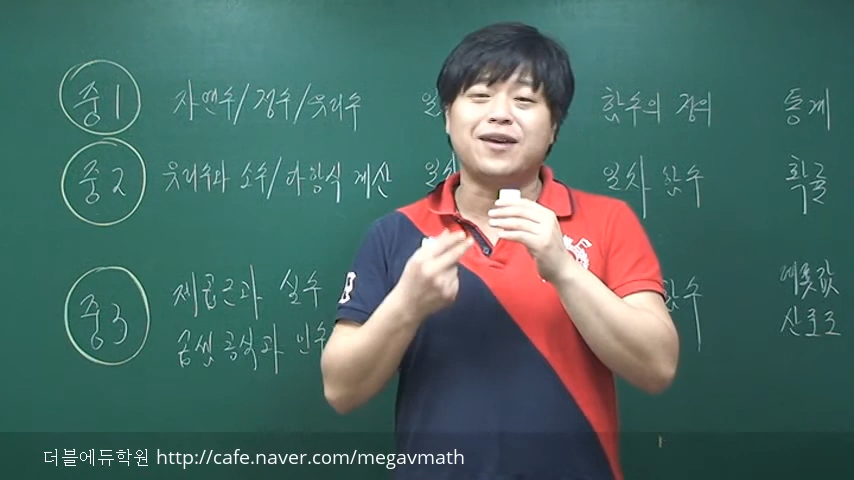 중1 자연수/정수/유리수 일 함수의 정의 통계
중2 유리수와 소수/다항식 계산 일차 일차 함수 확률
중3 제곱근과 실수 함수 대푯값
곱셈 공식과 인수 산포도
더블에듀학원 http://cafe.naver.com/megavmath